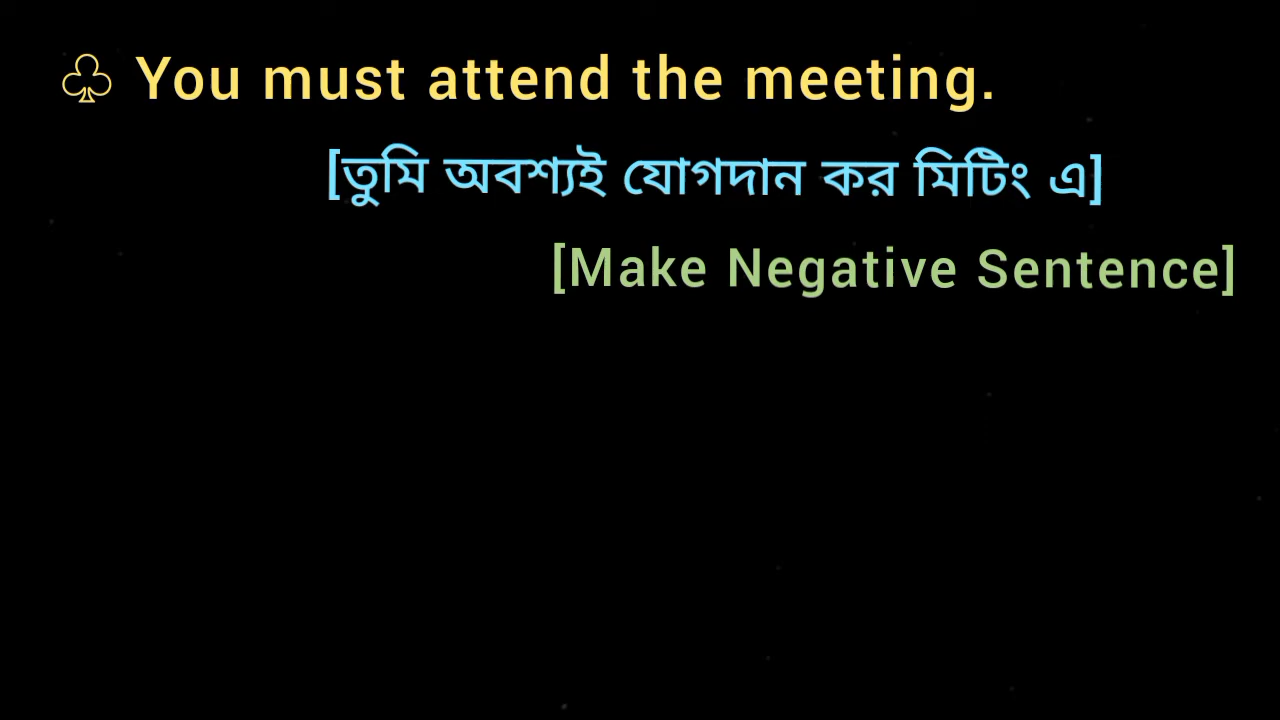 ♧ You must attend the meeting.
[তুমি অবশ্যই যোগদান কর মিটিং এ]
[Make Negative Sentence]